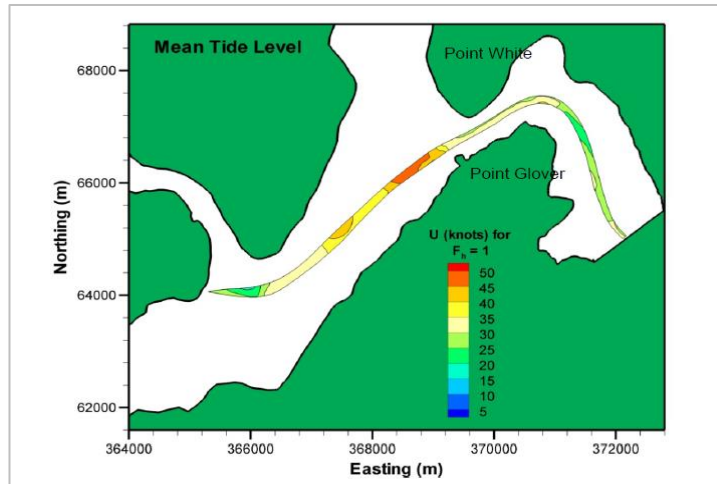 Mean Tide Level
Point White
Point Glover
U (knots) for
F_h = 1
50
45
40
35
30
25
20
15
10
5
Northing (m)
68000
66000
64000
62000
364000 366000 368000 370000 372000
Easting (m)